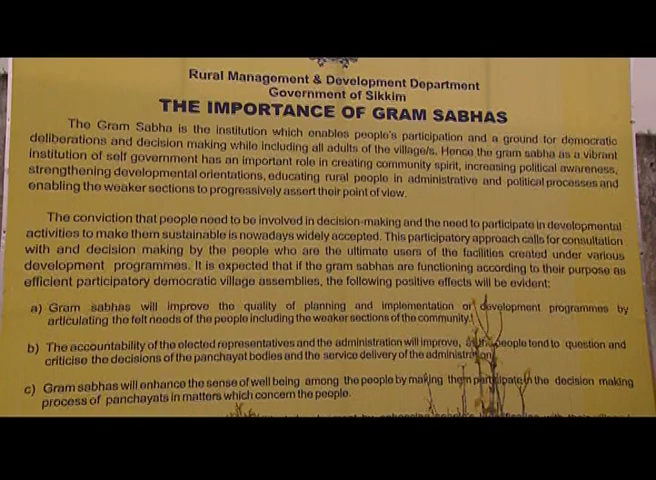 Rural Management & Development Department
Government of Sikkim
THE IMPORTANCE OF GRAM SABHAS
The Gram Sabha is the institution which enables people's participation and a ground for democratic
deliberations and decision making while including all adults of the village/s. Hence the gram sabha as a vibrant
institution of self government has an important role in creating community spirit, increasing political awareness,
strengthening developmental orientations, educating rural people in administrative and political processes and
enabling the weaker sections to progressively assert their point of view.
The conviction that people need to be involved in decision-making and the need to participate in developmental
activities to make them sustainable is nowadays widely accepted. This participatory approach calls for consultation
with and decision making by the people who are the ultimate users of the facilities created under various
development programmes. It is expected that if the gram sabhas are functioning according to their purpose as
efficient participatory democratic village assemblies, the following positive effects will be evident:
a) Gram sabhas will improve the quality of planning and implementation of development programmes by
articulating the felt needs of the people including the weaker sections of the community.
b) The accountability of the elected representatives and the administration will improve, as the people tend to question and
criticise the decisions of the panchayat bodies and the service delivery of the administration.
c) Gram sabhas will enhance the sense of well being among the people by making them participate in the decision making
process of panchayats in matters which concern the people.